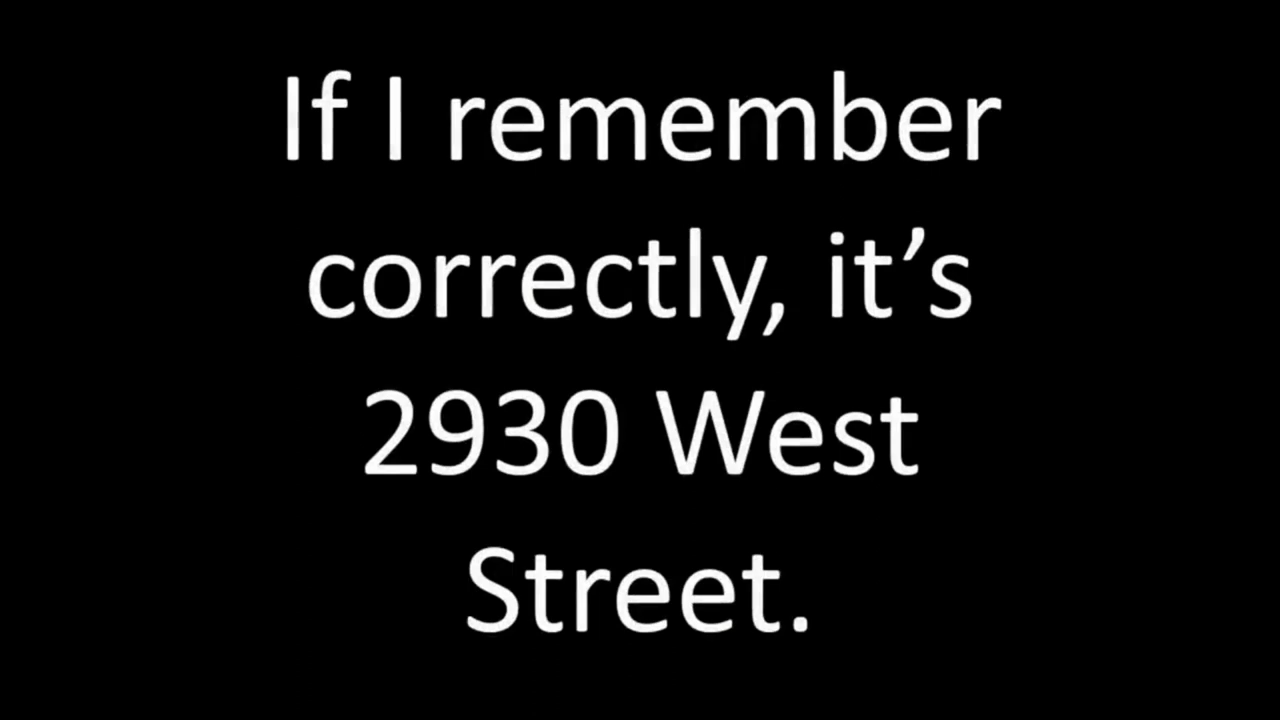 If I remember
correctly, it’s
2930 West
Street.